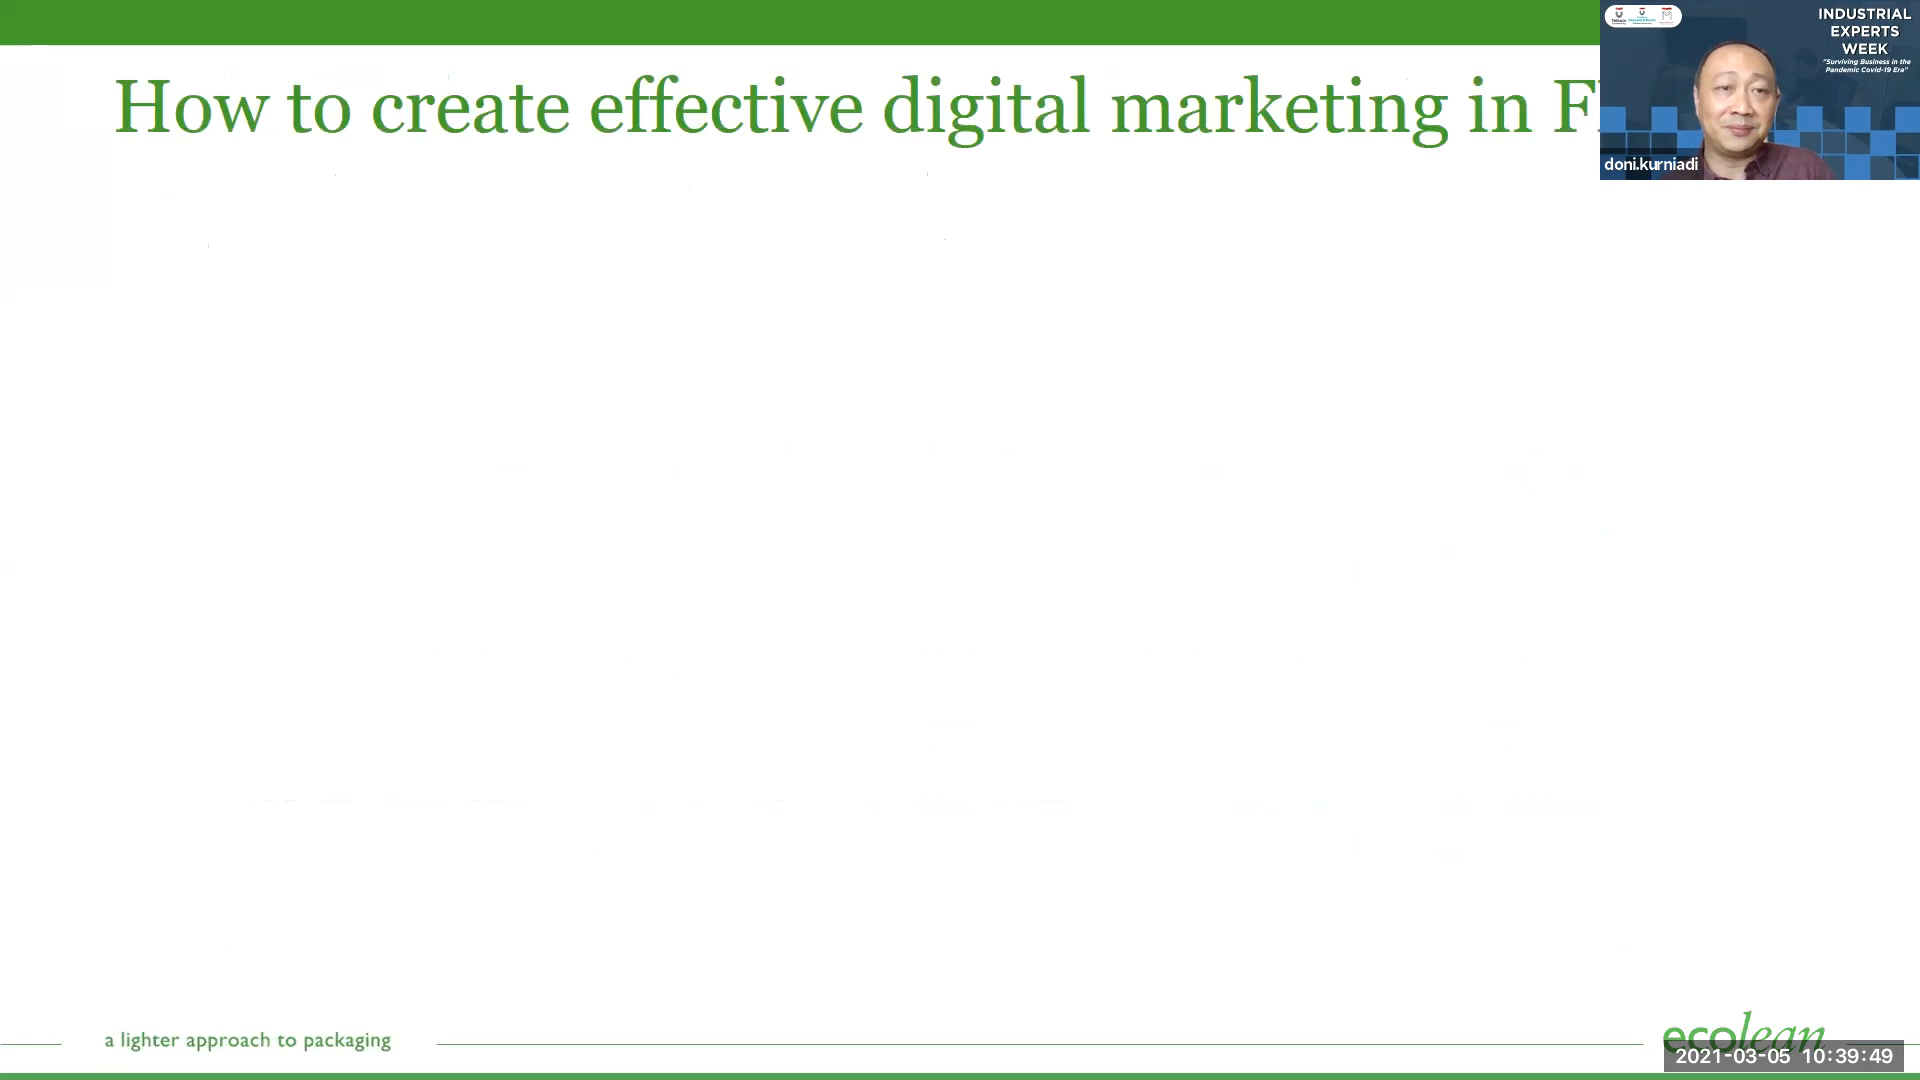 How to create effective digital marketing in F
INDUSTRIAL
EXPERTS
WEEK
"Surviving Business in the
Pandemic Covid-19 Era"
doni.kurniadi
a lighter approach to packaging
ecolean
2021-03-05 10:39:49